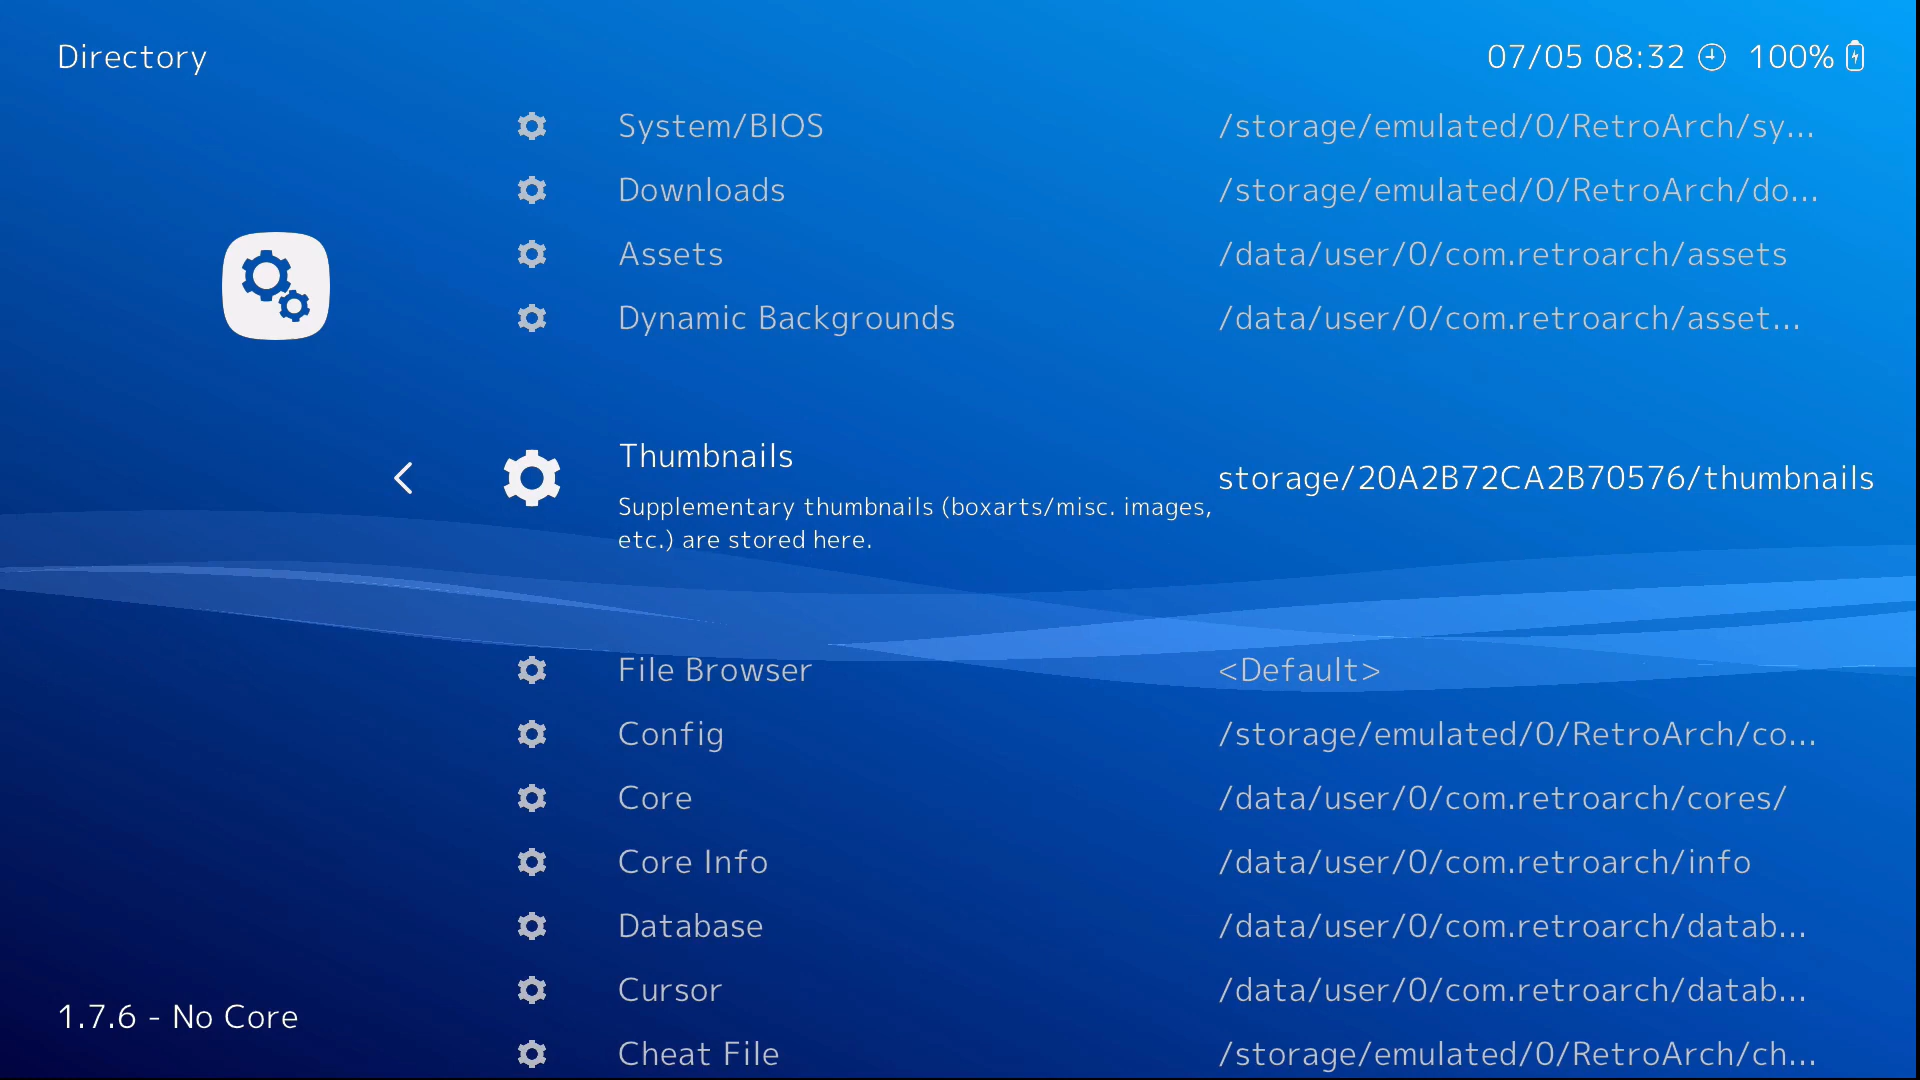 Directory
07/05 08:32 100%
System/BIOS /storage/emulated/0/RetroArch/sy...
Downloads /storage/emulated/0/RetroArch/do...
Assets /data/user/0/com.retroarch/assets
Dynamic Backgrounds /data/user/0/com.retroarch/asset...
Thumbnails storage/20A2B72CA2B70576/thumbnails
Supplementary thumbnails (boxarts/misc. images,
etc.) are stored here.
File Browser <Default>
Config /storage/emulated/0/RetroArch/co...
Core /data/user/0/com.retroarch/cores/
Core Info /data/user/0/com.retroarch/info
Database /data/user/0/com.retroarch/datab...
Cursor /data/user/0/com.retroarch/datab...
1.7.6 - No Core
Cheat File /storage/emulated/0/RetroArch/ch...